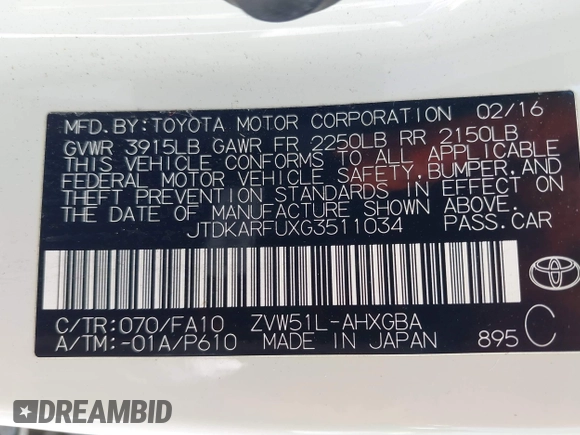 MFD. BY: TOYOTA MOTOR CORPORATION 02/16
GVWR 3915LB GAWR FR 2250LB RR 2150LB
THIS VEHICLE CONFORMS TO ALL APPLICABLE
FEDERAL MOTOR VEHICLE SAFETY, BUMPER, AND
THEFT PREVENTION STANDARDS IN EFFECT ON
THE DATE OF MANUFACTURE SHOWN ABOVE.
JTDKARFUXG3511034 PASS. CAR
C/TR: 070/FA10 ZVW51L-AHXGBA
A/TM: -01A/P610 MADE IN JAPAN 895 C
DREAMBID